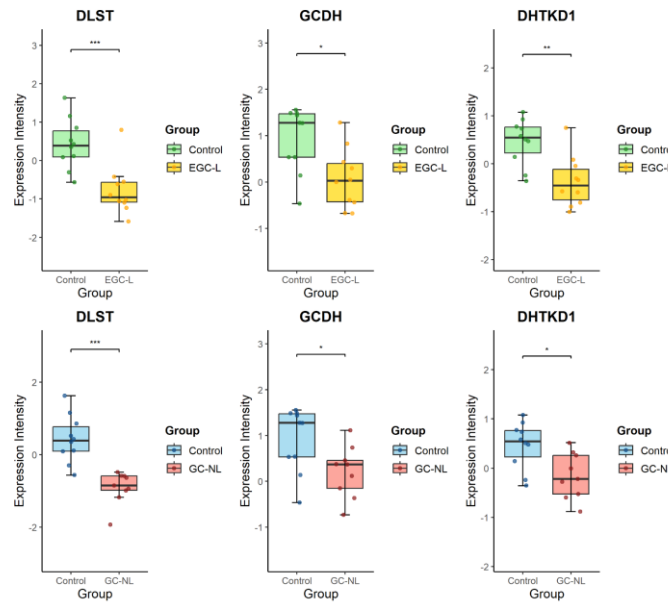 DLST
***
Expression Intensity
3
2
1
0
-1
-2
Control
EGC-L
Group
Group
Control
EGC-L
GCDH
*
Expression Intensity
3
2
1
0
-1
Control
EGC-L
Group
Group
Control
EGC-L
DHTKD1
**
Expression Intensity
2
1
0
-1
-2
Control
EGC-L
Group
Group
Control
EGC-L
DLST
***
Expression Intensity
2
0
-2
Control
GC-NL
Group
Group
Control
GC-NL
GCDH
*
Expression Intensity
3
2
1
0
-1
Control
GC-NL
Group
Group
Control
GC-NL
DHTKD1
*
Expression Intensity
2
1
0
-1
-2
Control
GC-NL
Group
Group
Control
GC-NL